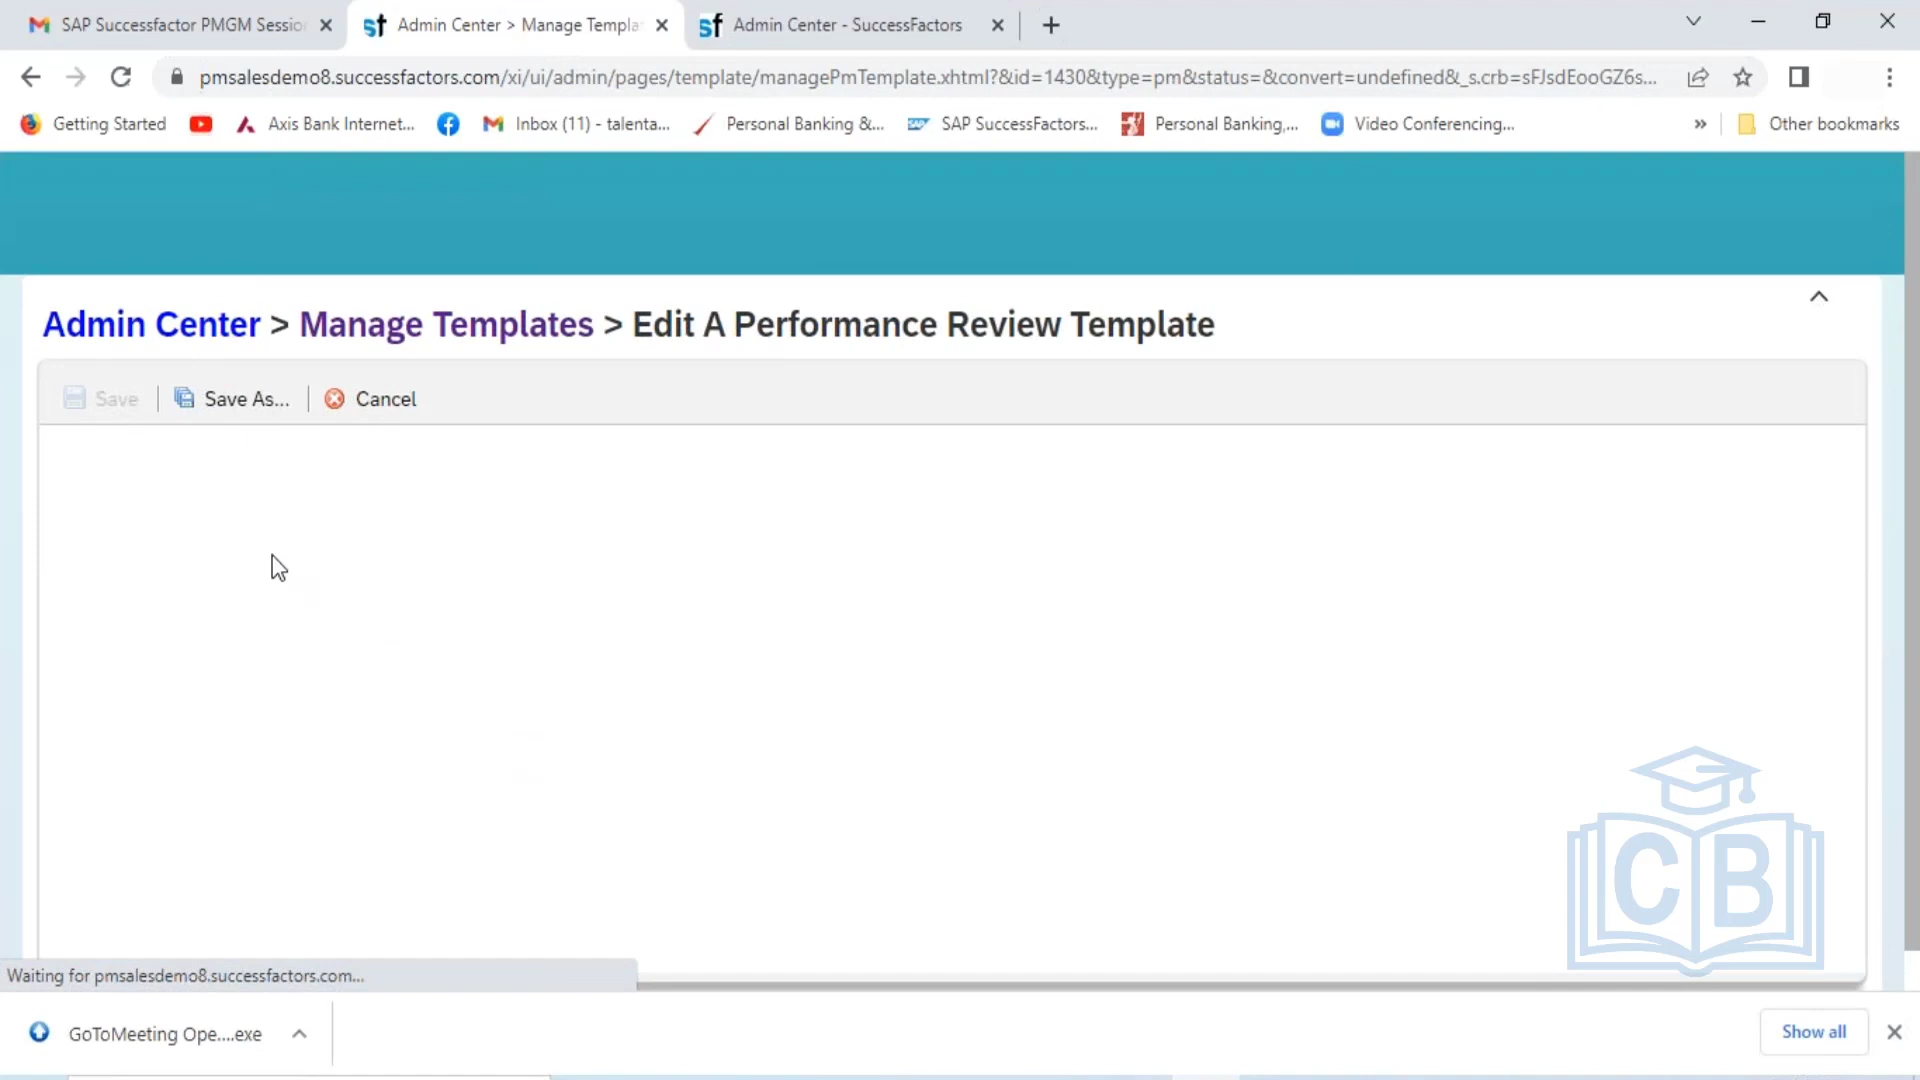 SAP Successfactor PMGM Sessio
Admin Center > Manage Templa
Admin Center - SuccessFactors
pmsalesdemo8.successfactors.com/xi/ui/admin/pages/template/managePmTemplate.xhtml?&id=1430&type=pm&status=&convert=undefined&_s.crb=sFJsdEooGZ6s...
Getting Started
Axis Bank Internet...
Inbox (11) - talenta...
Personal Banking &...
SAP SuccessFactors...
Personal Banking,...
Video Conferencing...
»
Other bookmarks
Admin Center > Manage Templates > Edit A Performance Review Template
Save
Save As...
Cancel
CB
Waiting for pmsalesdemo8.successfactors.com...
GoToMeeting Ope....exe
Show all